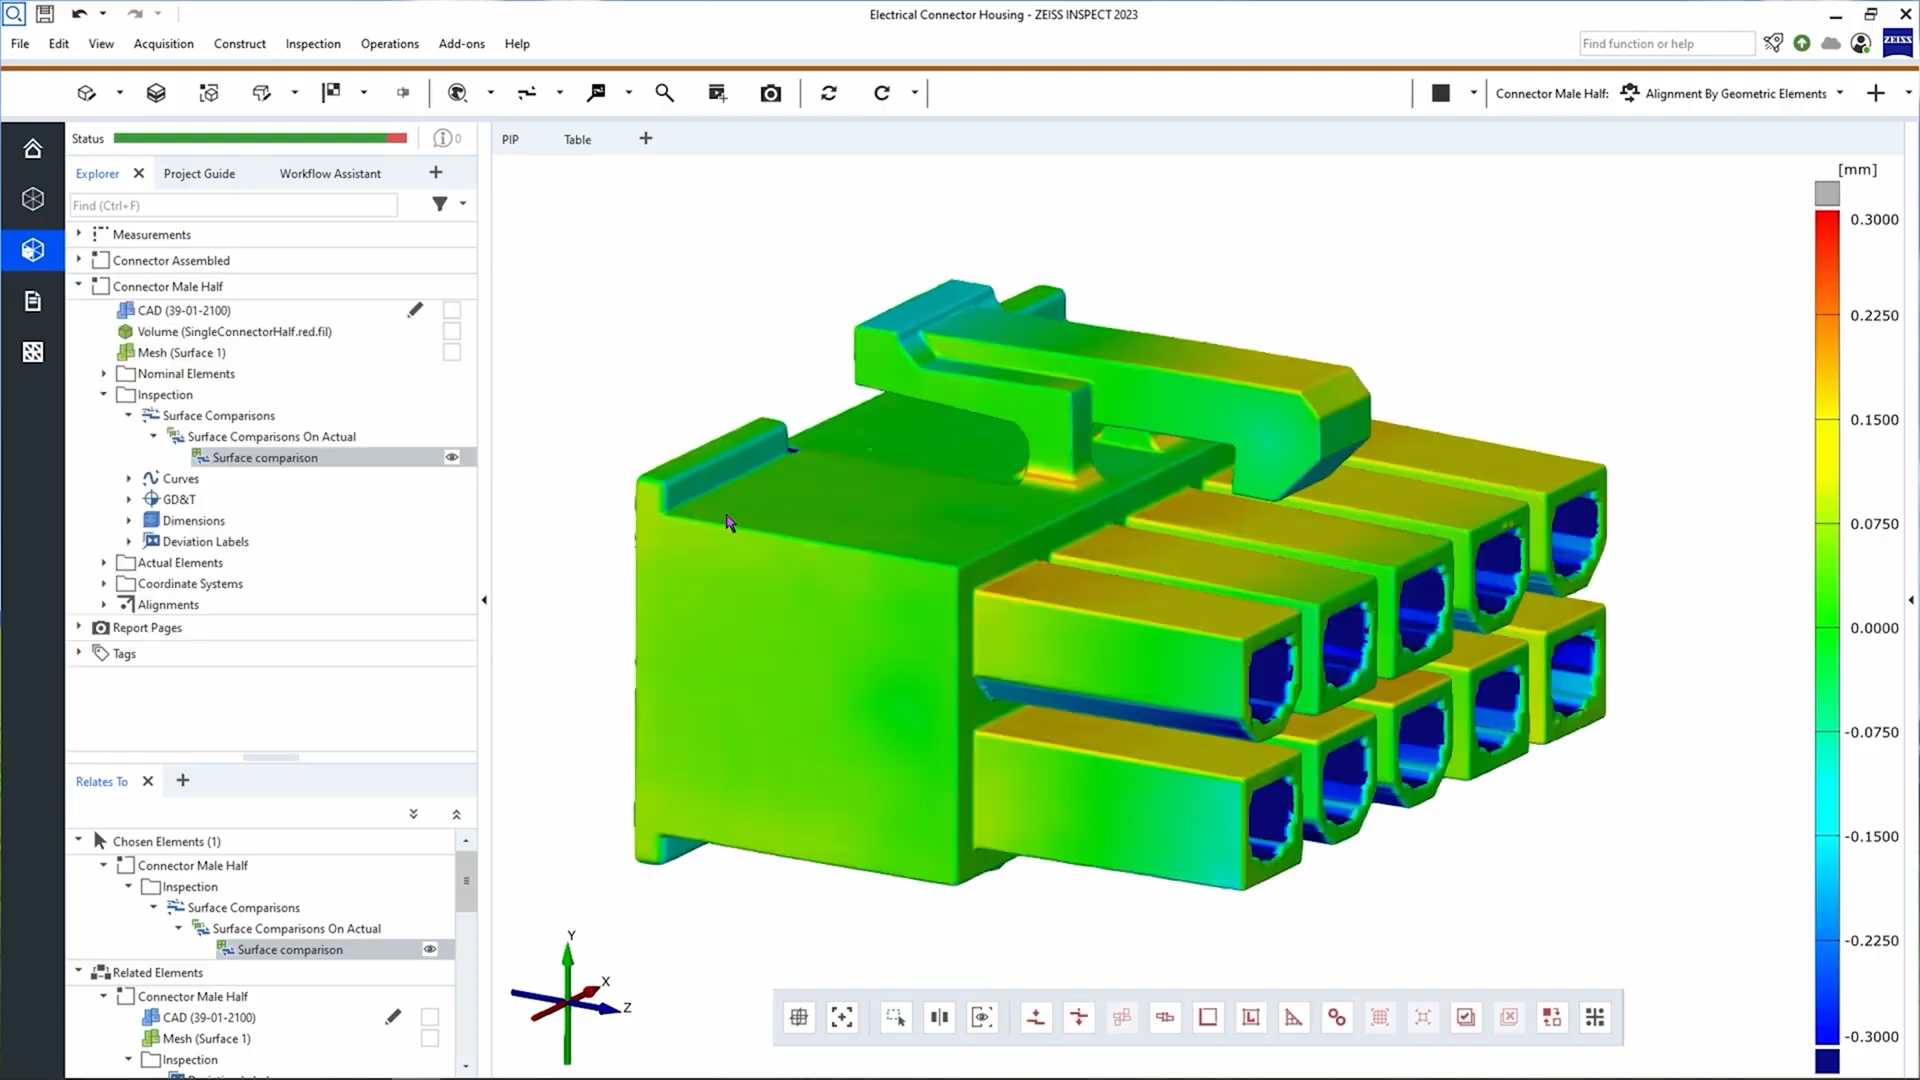 Electrical Connector Housing - ZEISS INSPECT 2023
File Edit View Acquisition Construct Inspection Operations Add-ons Help
Find function or help
ZEISS
Connector Male Half: Alignment By Geometric Elements
Status
0
Explorer
Project Guide
Workflow Assistant
Find (Ctrl+F)
Measurements
Connector Assembled
Connector Male Half
CAD (39-01-2100)
Volume (SingleConnectorHalf.red.fil)
Mesh (Surface 1)
Nominal Elements
Inspection
Surface Comparisons
Surface Comparisons On Actual
Surface comparison
Curves
GD&T
Dimensions
Deviation Labels
Actual Elements
Coordinate Systems
Alignments
Report Pages
Tags
Relates To
Chosen Elements (1)
Connector Male Half
Inspection
Surface Comparisons
Surface Comparisons On Actual
Surface comparison
Related Elements
Connector Male Half
CAD (39-01-2100)
Mesh (Surface 1)
Inspection
PIP
Table
[mm]
0.3000
0.2250
0.1500
0.0750
0.0000
-0.0750
-0.1500
-0.2250
-0.3000
Y
X
Z